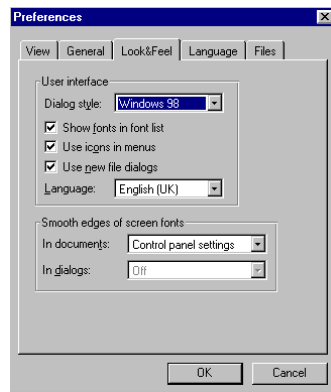 Preferences
View General Look&Feel Language Files
User interface
Dialog style: Windows 98
Show fonts in font list
Use icons in menus
Use new file dialogs
Language: English (UK)
Smooth edges of screen fonts
In documents: Control panel settings
In dialogs: Off
OK Cancel